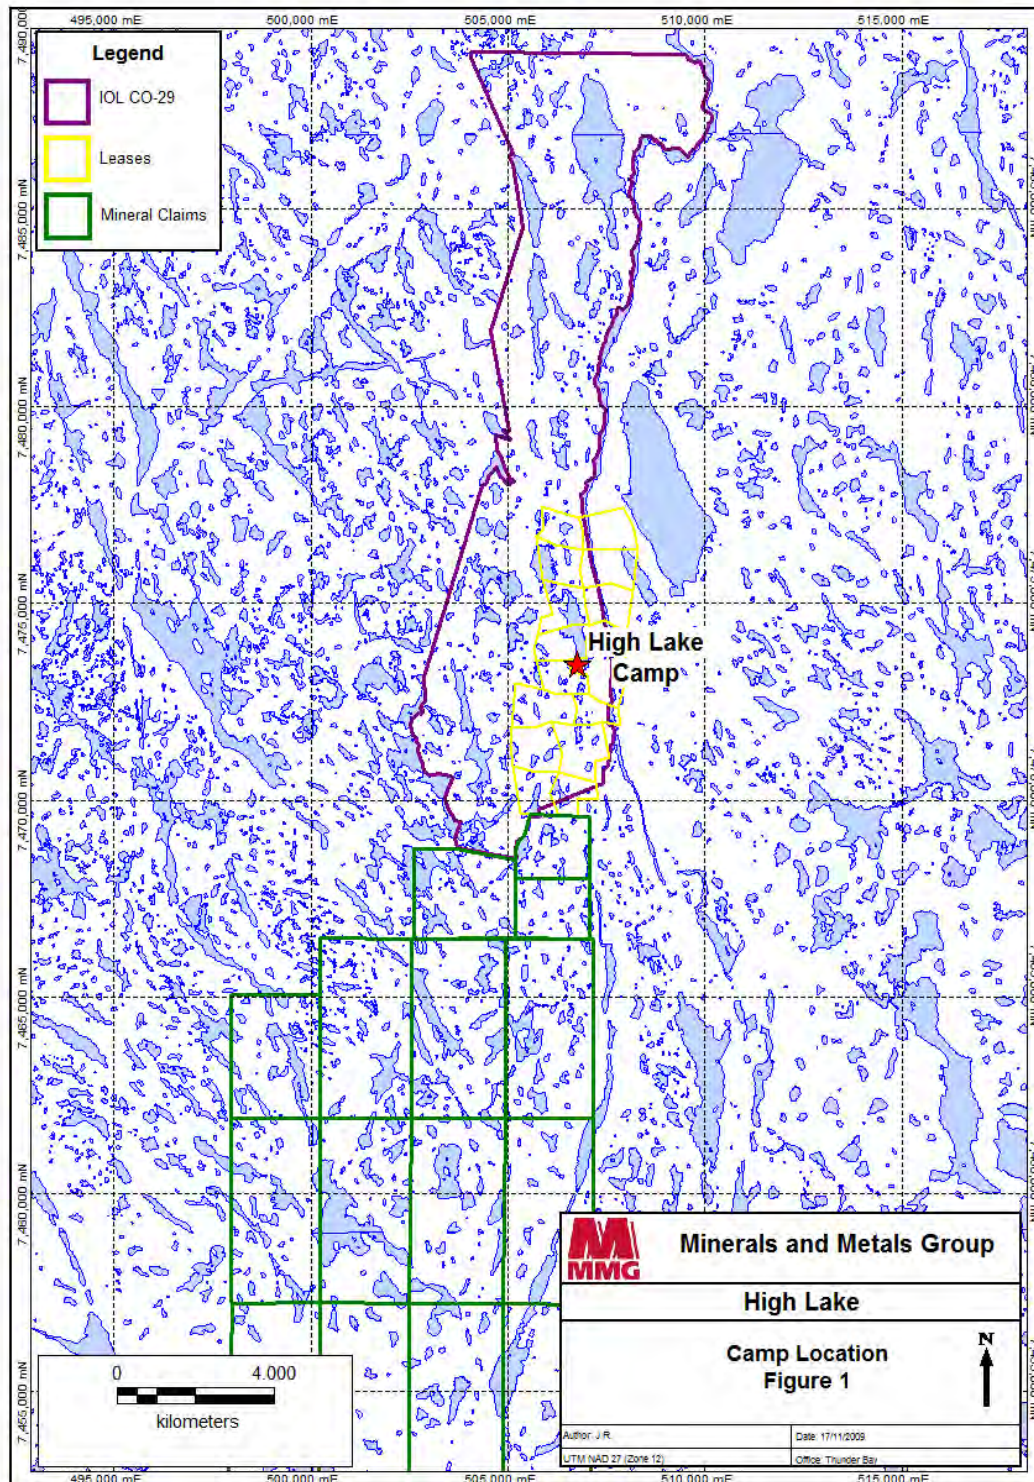 495,000 mE 500,000 mE 505,000 mE 510,000 mE 515,000 mE
7,490,000
Legend
IOL CO-29
Leases
Mineral Claims
7,485,000 mN
7,480,000 mN
7,475,000 mN
High Lake
Camp
7,470,000 mN
7,465,000 mN
7,460,000 mN
7,455,000 mN
MMG
Minerals and Metals Group
High Lake
Camp Location
Figure 1
N
Author: J.R.
Date: 17/11/2009
UTM NAD 27 (Zone 12)
Office: Thunder Bay
0 4.000
kilometers
495,000 mE 500,000 mE 505,000 mE 510,000 mE 515,000 mE